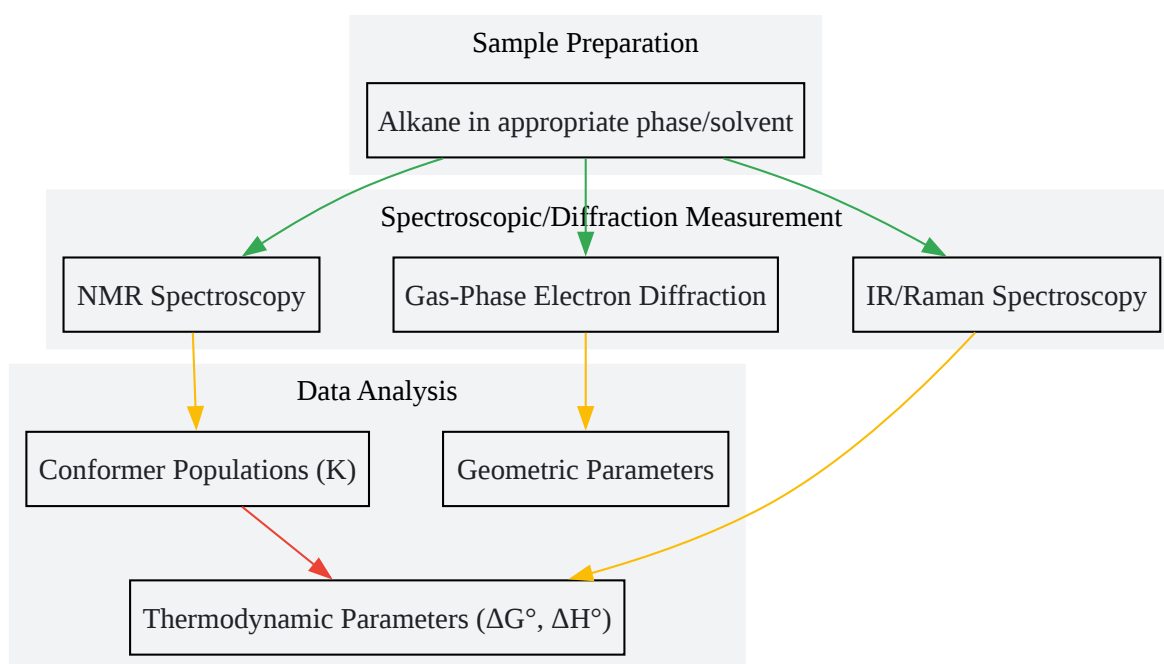 Sample Preparation
Alkane in appropriate phase/solvent
Spectroscopic/Diffraction Measurement
NMR Spectroscopy
Gas-Phase Electron Diffraction
IR/Raman Spectroscopy
Data Analysis
Conformer Populations (K)
Geometric Parameters
Thermodynamic Parameters (ΔG°, ΔH°)